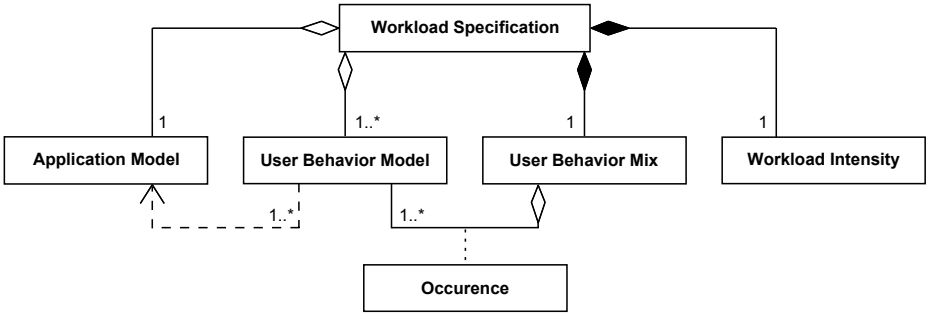 Workload Specification
1
1..*
1
1
Application Model
User Behavior Model
User Behavior Mix
Workload Intensity
1..*
1..*
Occurence